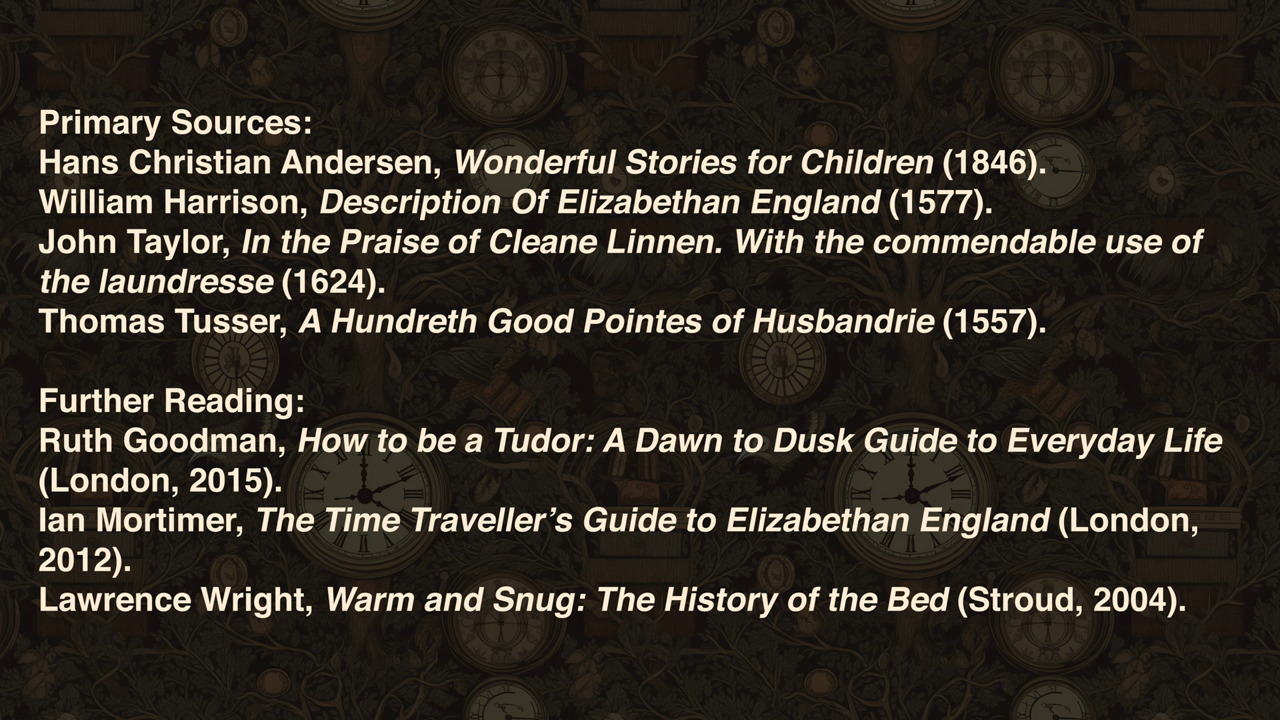 Primary Sources:
Hans Christian Andersen, Wonderful Stories for Children (1846).
William Harrison, Description Of Elizabethan England (1577).
John Taylor, In the Praise of Cleane Linnen. With the commendable use of
the laundresse (1624).
Thomas Tusser, A Hundreth Good Pointes of Husbandrie (1557).
Further Reading:
Ruth Goodman, How to be a Tudor: A Dawn to Dusk Guide to Everyday Life
(London, 2015).
Ian Mortimer, The Time Traveller’s Guide to Elizabethan England (London,
2012).
Lawrence Wright, Warm and Snug: The History of the Bed (Stroud, 2004).